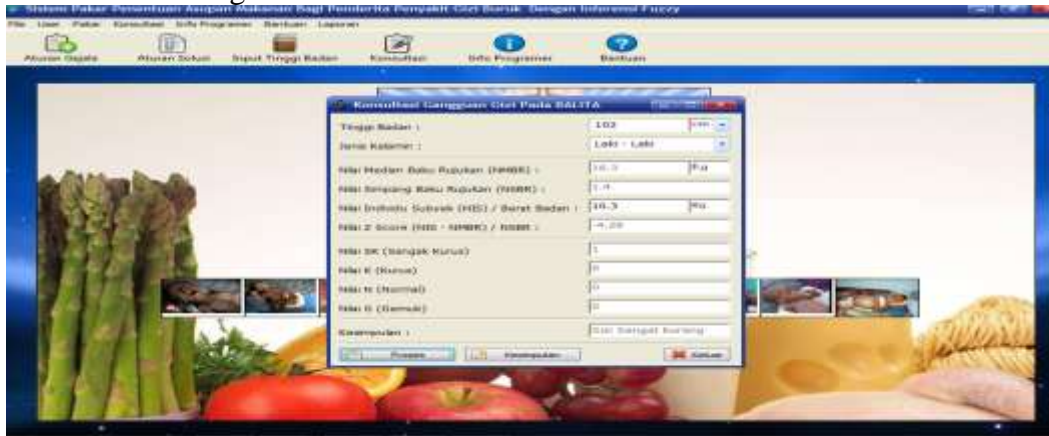 Sistem Pakar Penentuan Asupan Makanan Bagi Penderita Penyakit Gizi Buruk Dengan Inferensi Fuzzy
File User Pakar Konsultasi Info Programer Bantuan Laporan
Aturan Gejala Aturan Solusi Input Tinggi Badan Konsultasi Info Programer Bantuan
Konsultasi Gangguan Gizi Pada BALITA
Tinggi Badan : 102 cm
Jenis Kelamin : Laki - Laki
Nilai Median Baku Rujukan (NMBR) :
Nilai Simpang Baku Rujukan (NSBR) : 1.4
Nilai Individu Subyek (NIS) / Berat Badan : 10.3
Nilai Z Score (NIS - NMBR) / NSBR :
Nilai SK (Sangak Kurus) 1
Nilai K (Kurus) 0
Nilai N (Normal) 0
Nilai G (Gemuk) 0
Kesimpulan : Gizi Sangat Kurang
Proses Kesimpulan Keluar